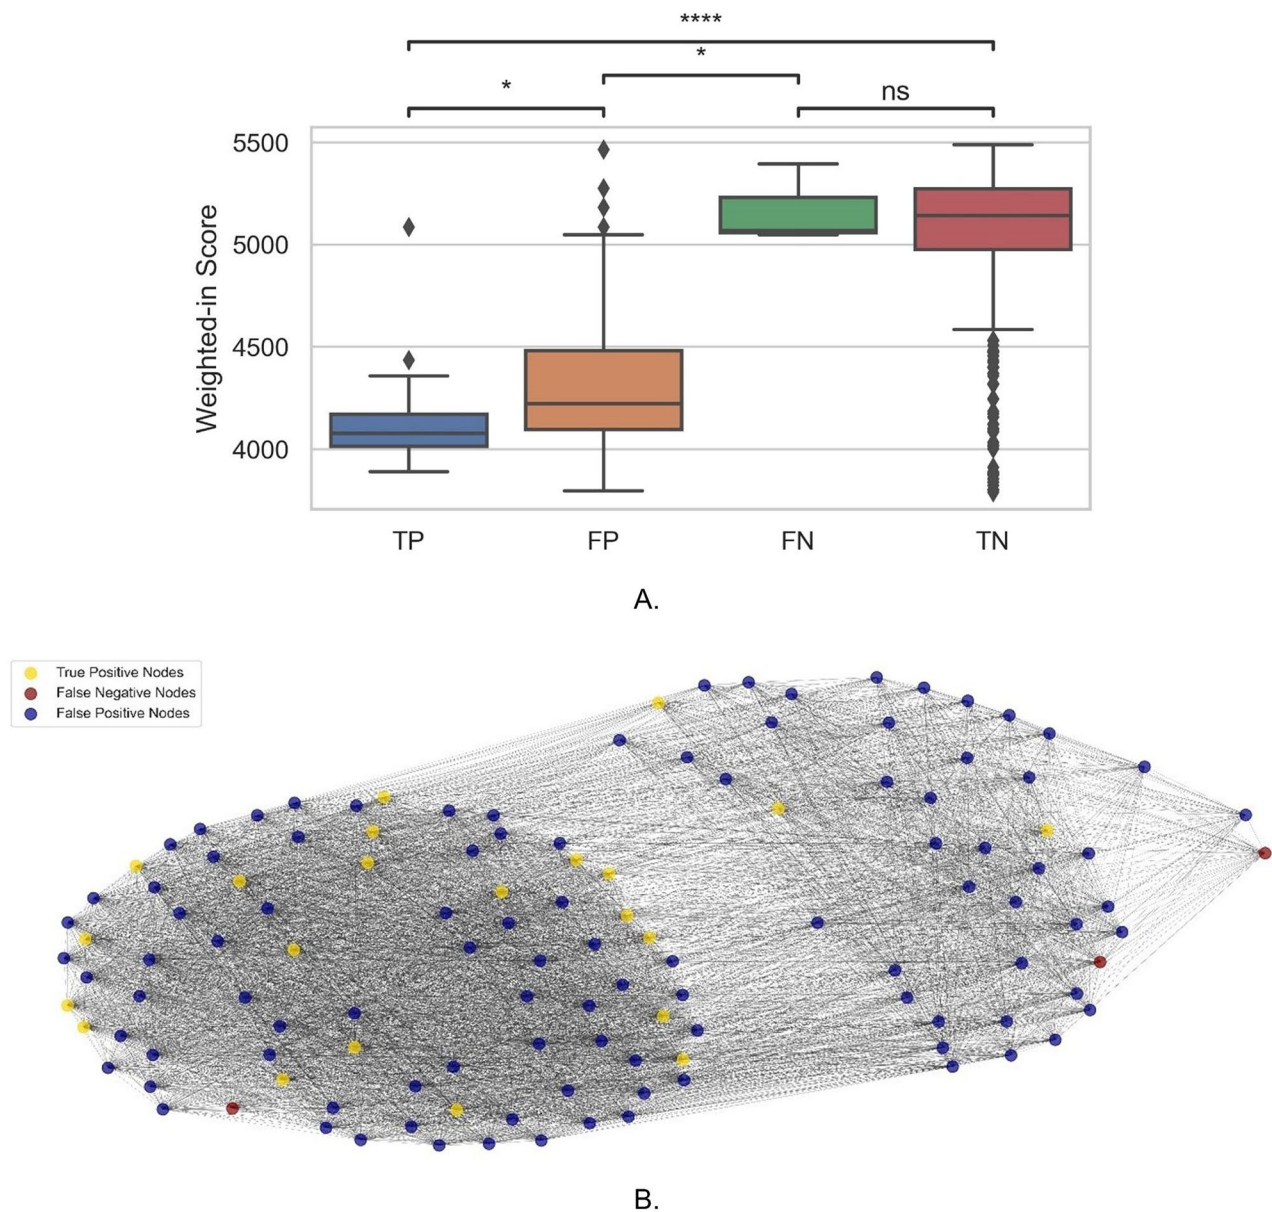 ****
*
*
ns
5500
5000
4500
4000
Weighted-in Score
TP FP FN TN
A.
True Positive Nodes
False Negative Nodes
False Positive Nodes
B.